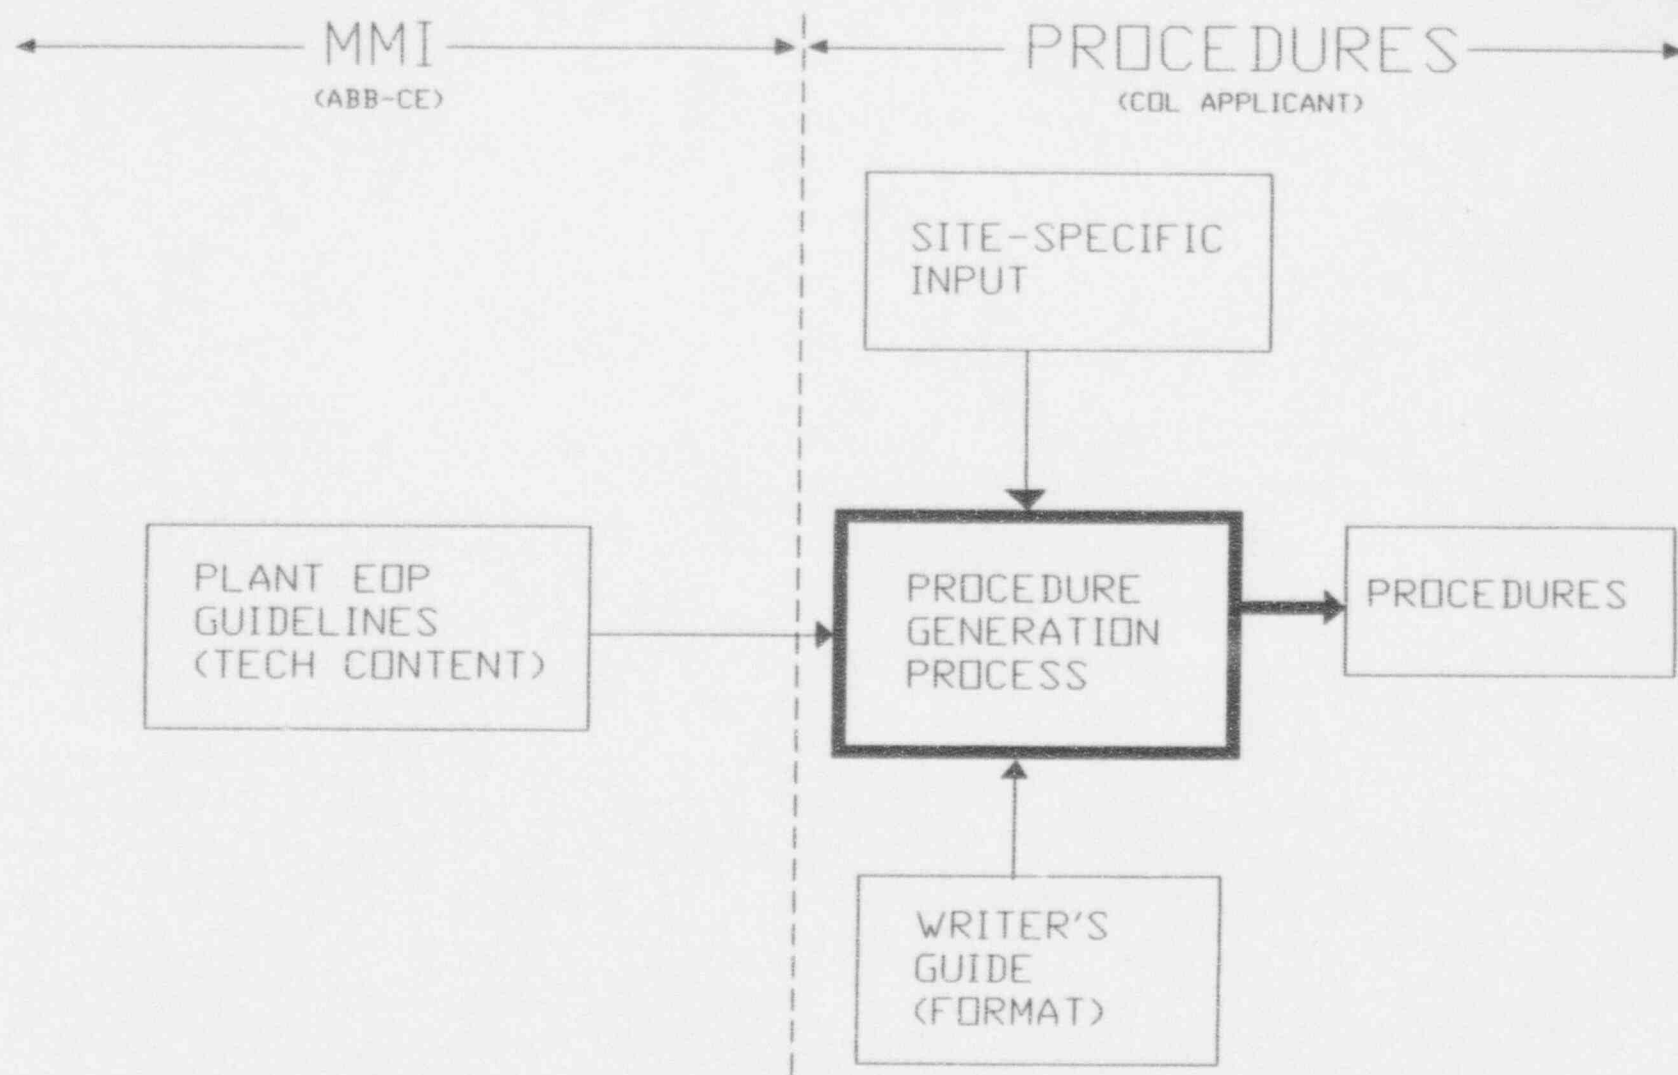 MMI
(ABB-CE)
PROCEDURES
(COL APPLICANT)
SITE-SPECIFIC
INPUT
PLANT EOP
GUIDELINES
(TECH CONTENT)
PROCEDURE
GENERATION
PROCESS
PROCEDURES
WRITER'S
GUIDE
(FORMAT)